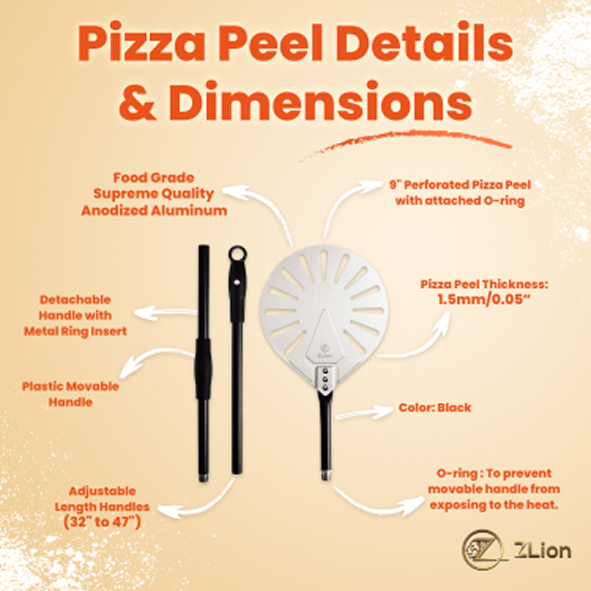 Pizza Peel Details
& Dimensions
Food Grade
Supreme Quality
Anodized Aluminum
9" Perforated Pizza Peel
with attached O-ring
Detachable
Handle with
Metal Ring Insert
Pizza Peel Thickness:
1.5mm/0.05”
Plastic Movable
Handle
ZLion
Color: Black
Adjustable
Length Handles
(32" to 47")
O-ring : To prevent
movable handle from
exposing to the heat.
ZLion